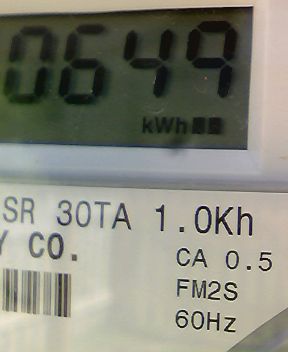 0649
kWh
SR 30TA 1.0Kh
Y CO.
CA 0.5
FM2S
60Hz